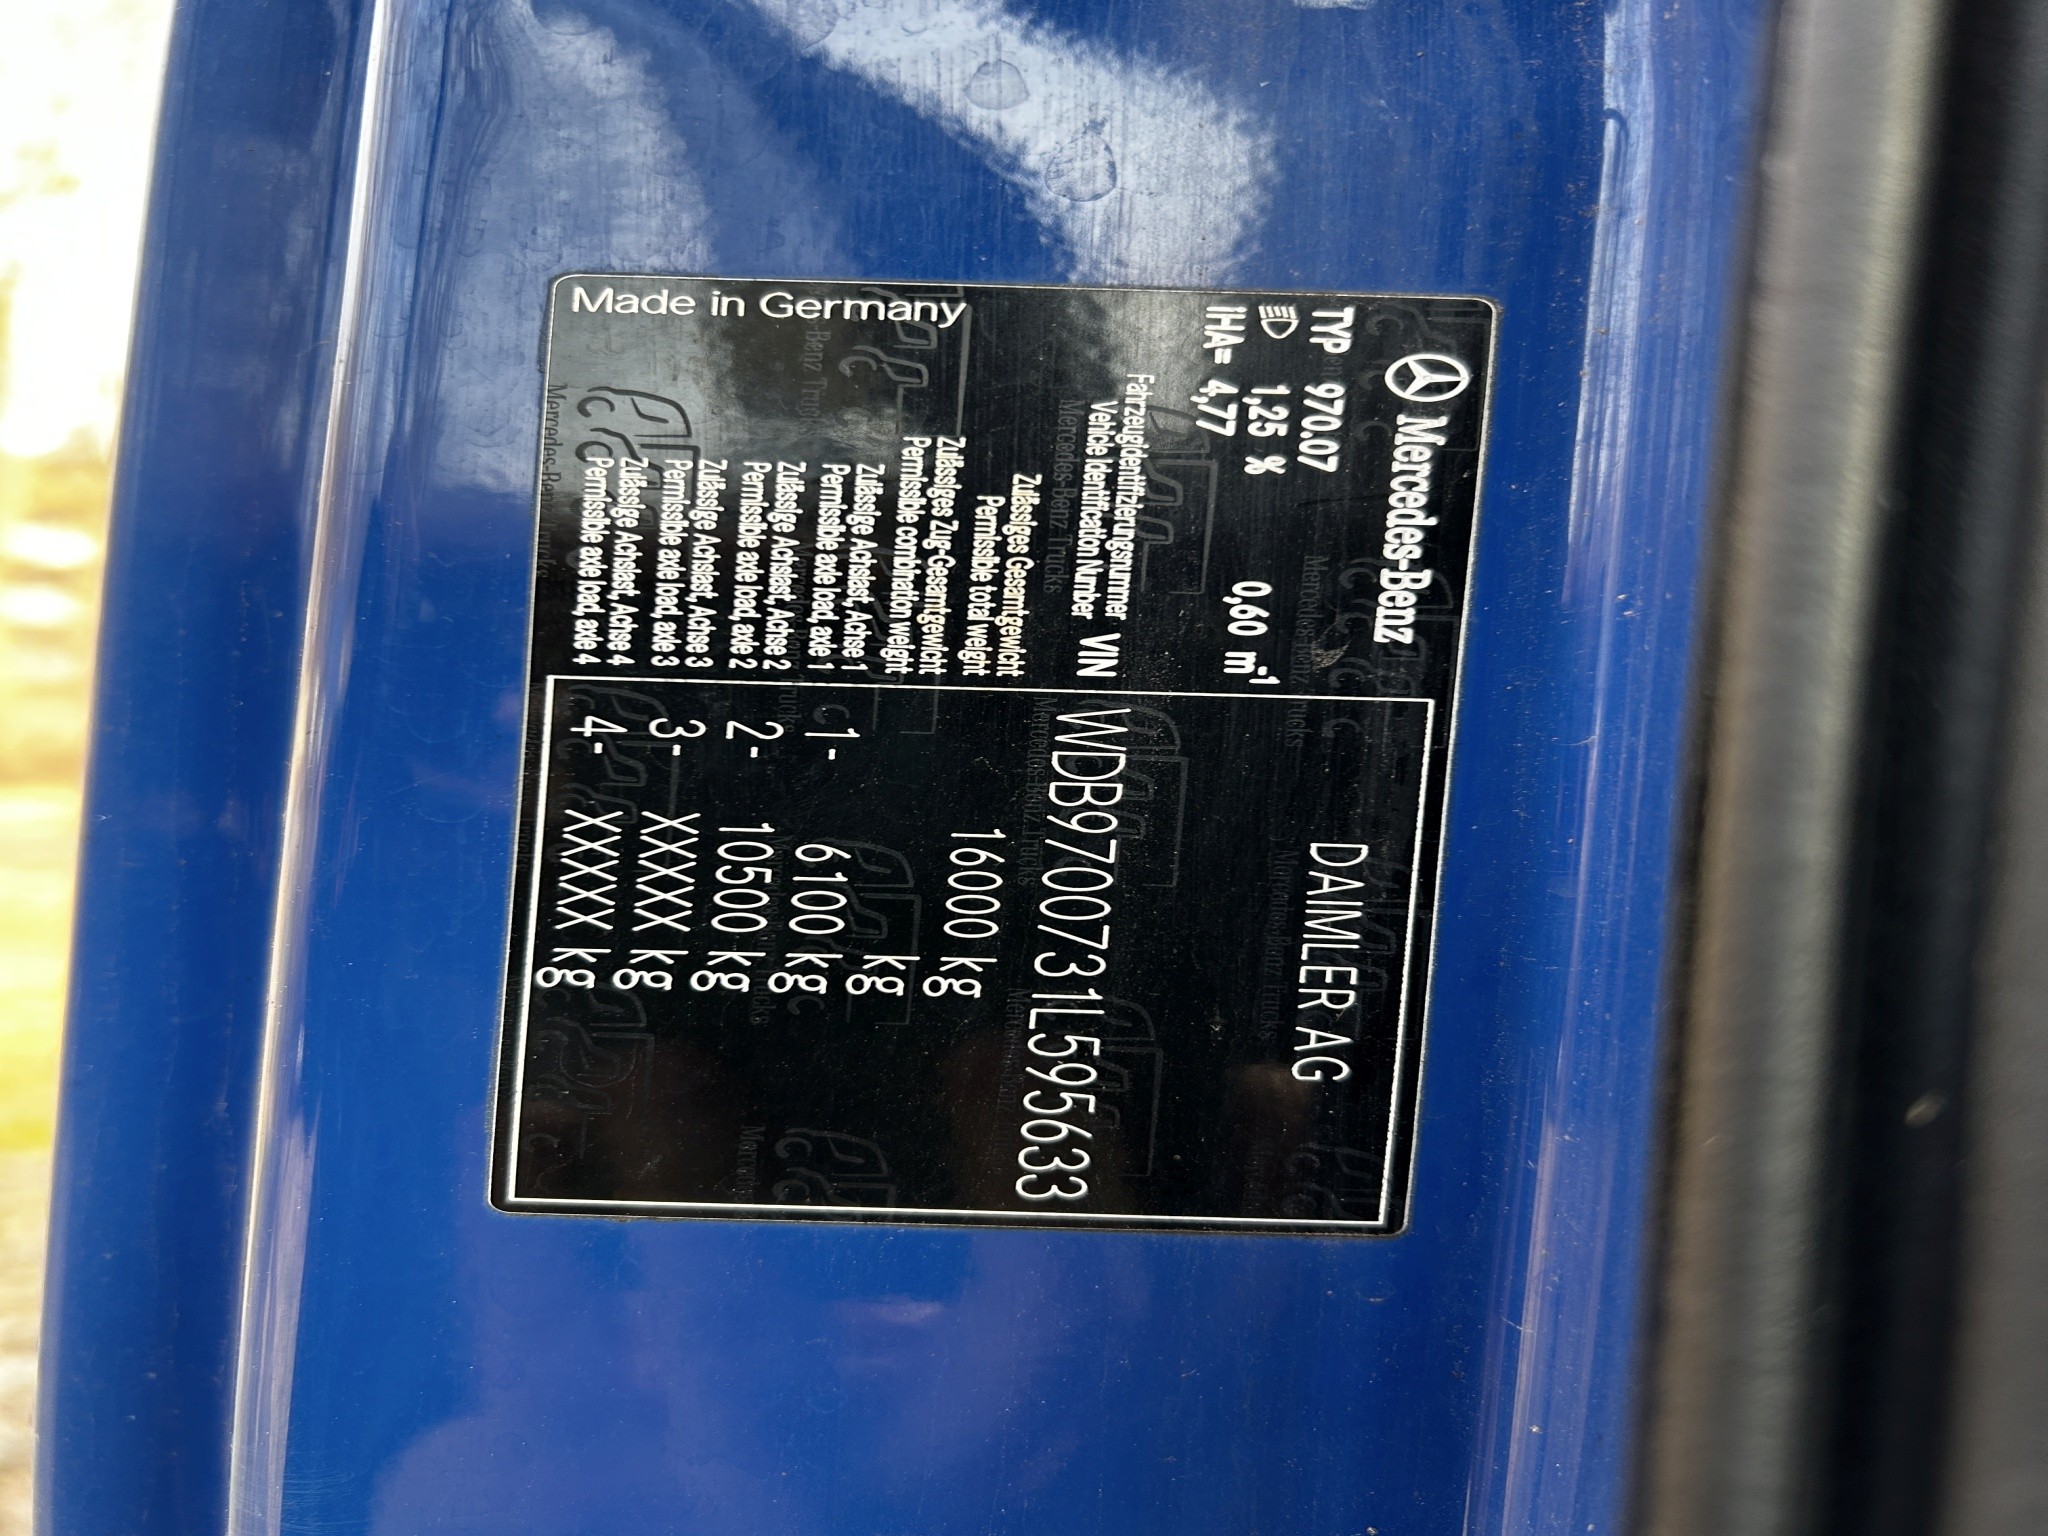 Mercedes-Benz
DAIMLER AG
TYP 970.07
1,25 % 0,60 m⁻¹
IHA= 4,77
Fahrzeugidentifizierungsnummer
Vehicle Identification Number VIN WDB9700731L595633
Zulässiges Gesamtgewicht
Permissible total weight 16000 kg
Zulässiges Zug-Gesamtgewicht
Permissible combination weight kg
Zulässige Achslast, Achse 1
Permissible axle load, axle 1 1- 6100 kg
Zulässige Achslast, Achse 2
Permissible axle load, axle 2 2- 10500 kg
Zulässige Achslast, Achse 3
Permissible axle load, axle 3 3- XXXXX kg
Zulässige Achslast, Achse 4
Permissible axle load, axle 4 4- XXXXX kg
Made in Germany